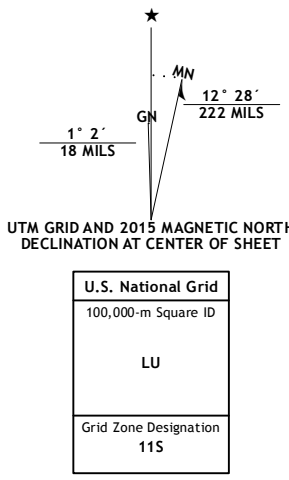 ★
MN
GN
12° 28´
222 MILS
1° 2´
18 MILS
UTM GRID AND 2015 MAGNETIC NORTH
DECLINATION AT CENTER OF SHEET
U.S. National Grid
100,000-m Square ID
LU
Grid Zone Designation
11S